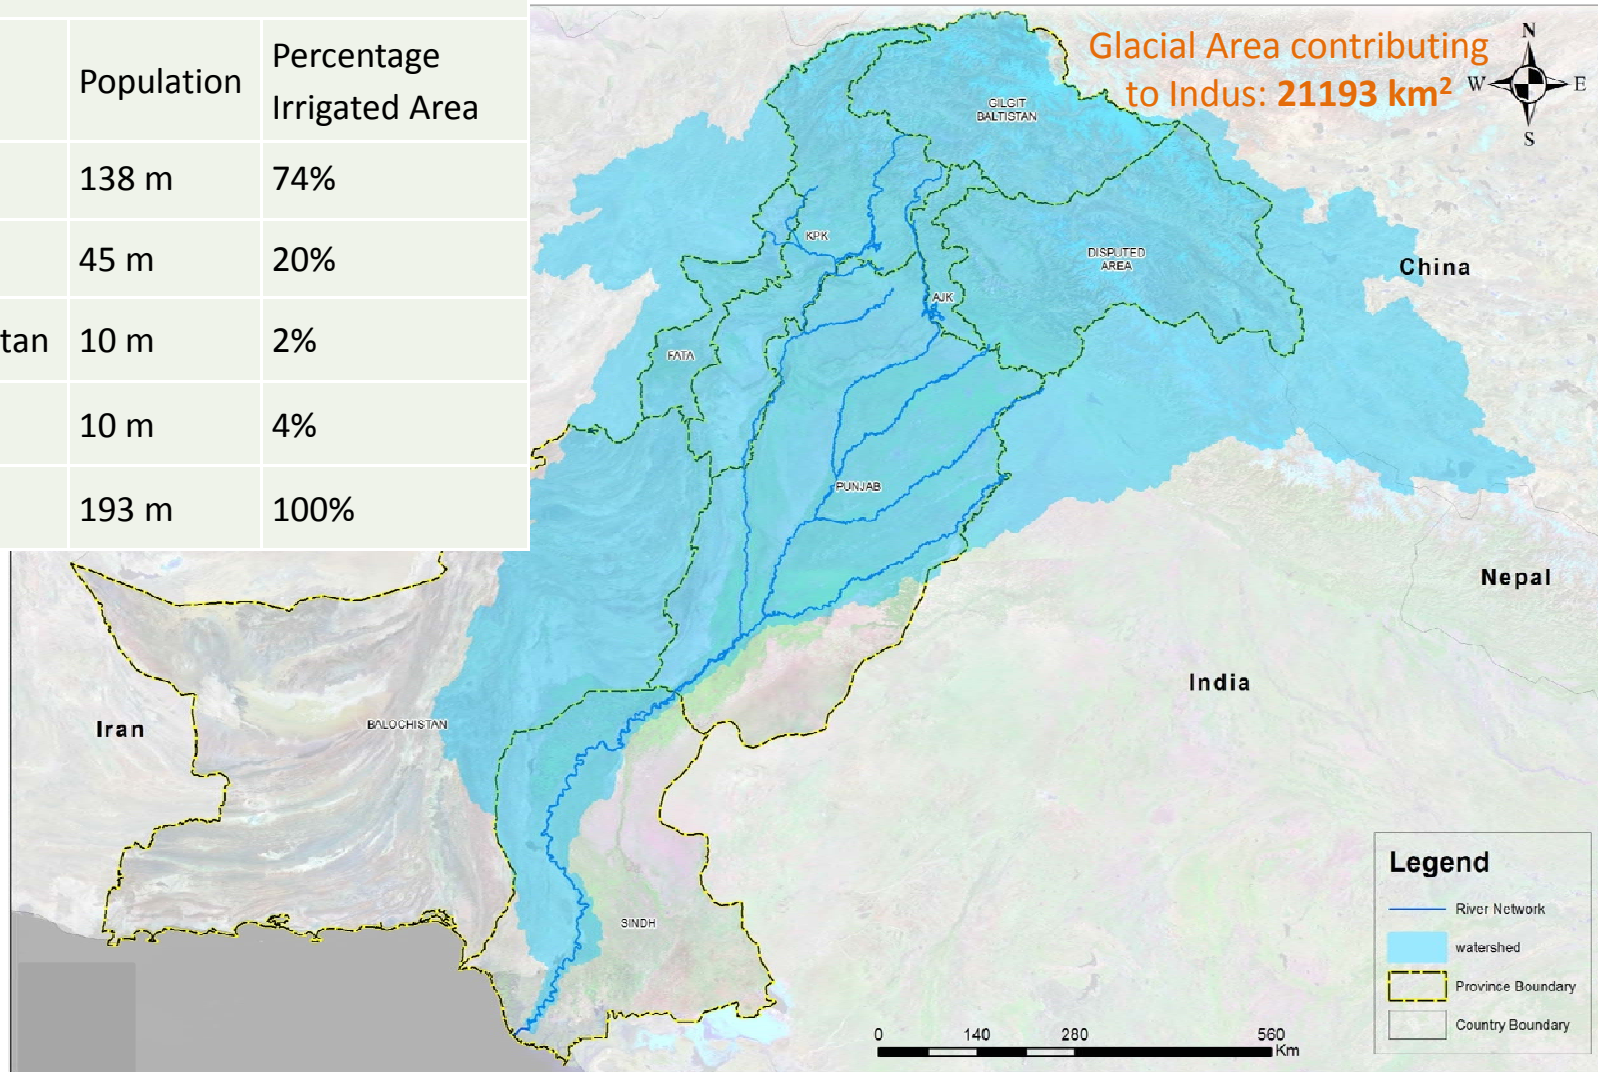 Population
Percentage
Irrigated Area
138 m
74%
45 m
20%
tan
10 m
2%
10 m
4%
193 m
100%
Glacial Area contributing
to Indus: 21193 km²
N
W
E
S
GILGIT
BALTISTAN
KPK
DISPUTED
AREA
China
AJK
FATA
PUNJAB
Nepal
India
Iran
BALOCHISTAN
SINDH
Legend
River Network
watershed
Province Boundary
Country Boundary
0 140 280 560
Km